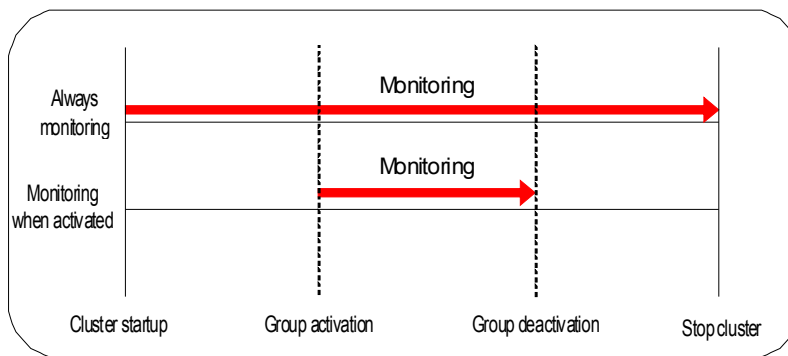 Monitoring
Always
monitoring
Monitoring
Monitoring
when activated
Cluster startup
Group activation
Group deactivation
Stop cluster